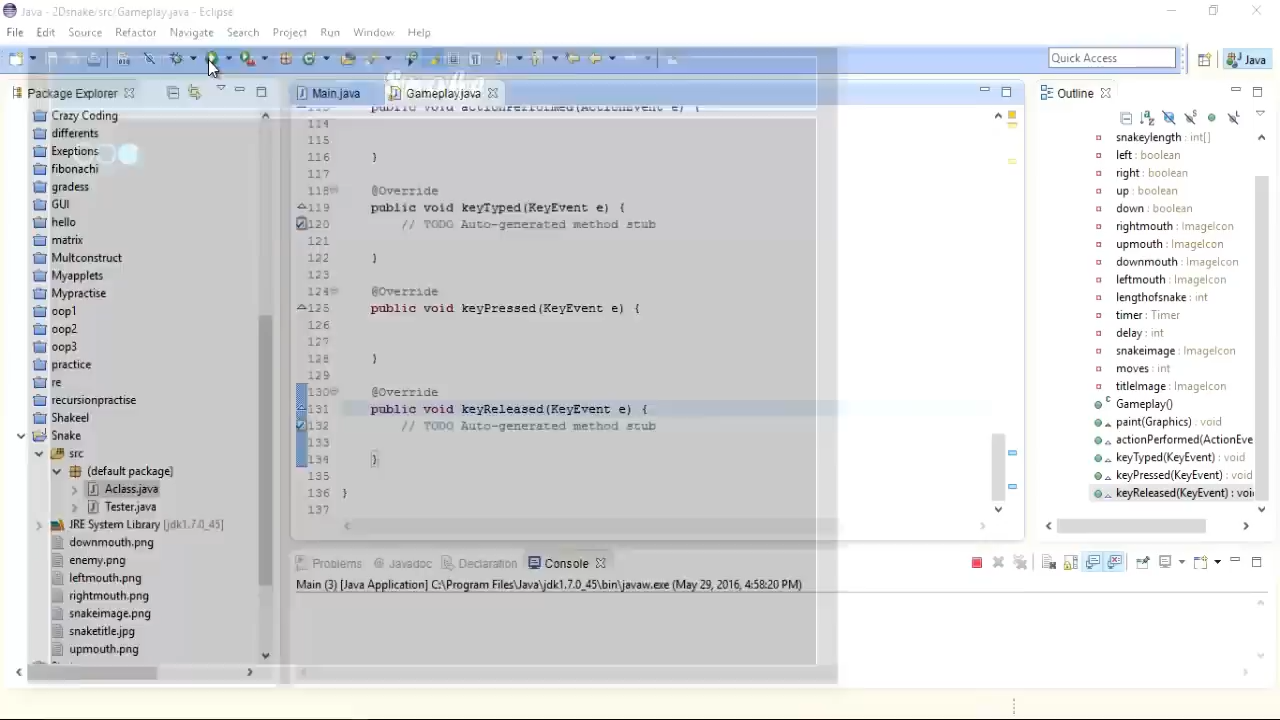 Java - 2Dsnake/src/Gameplay.java - Eclipse
File Edit Source Refactor Navigate Search Project Run Window Help
Quick Access
Java
Package Explorer
Crazy Coding
differents
Exeptions
fibonachi
gradess
GUI
hello
matrix
Multconstruct
Myapplets
Mypractise
oop1
oop2
oop3
practice
re
recursionpractise
Shakeel
Snake
src
(default package)
Aclass.java
Tester.java
JRE System Library [jdk1.7.0_45]
downmouth.png
enemy.png
leftmouth.png
rightmouth.png
snakeimage.png
snaketitle.jpg
upmouth.png
Main.java
Gameplay.java
public void actionPerformed(ActionEvent e) {
114
115
116 }
117
118 @Override
119 public void keyTyped(KeyEvent e) {
120 // TODO Auto-generated method stub
121
122 }
123
124 @Override
125 public void keyPressed(KeyEvent e) {
126
127
128 }
129
130 @Override
131 public void keyReleased(KeyEvent e) {
132 // TODO Auto-generated method stub
133
134 }
135
136 }
137
Outline
snakeylength : int[]
left : boolean
right : boolean
up : boolean
down : boolean
rightmouth : ImageIcon
upmouth : ImageIcon
downmouth : ImageIcon
leftmouth : ImageIcon
lengthofsnake : int
timer : Timer
delay : int
snakeimage : ImageIcon
moves : int
titleImage : ImageIcon
Gameplay()
paint(Graphics) : void
actionPerformed(ActionEve
keyTyped(KeyEvent) : void
keyPressed(KeyEvent) : void
keyReleased(KeyEvent) : voi
Problems Javadoc Declaration Console
Main (3) [Java Application] C:\Program Files\Java\jdk1.7.0_45\bin\javaw.exe (May 29, 2016, 4:58:20 PM)